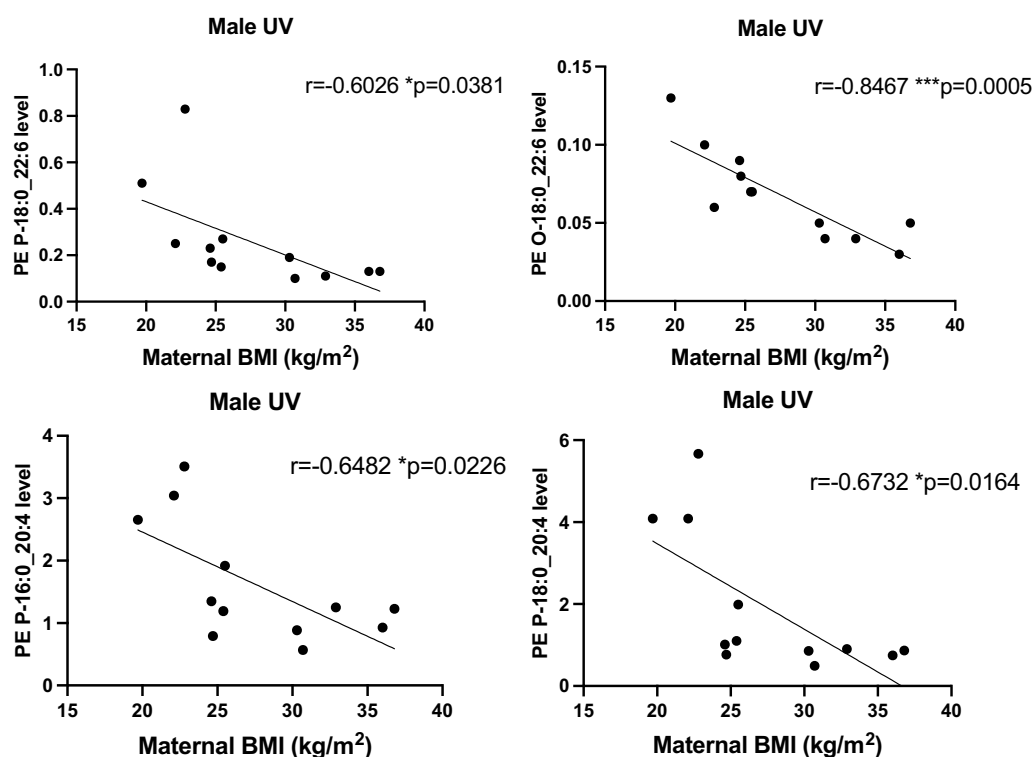 Male UV
r=-0.6026 *p=0.0381
PE P-18:0_22:6 level
1.0
0.8
0.6
0.4
0.2
0.0
15 20 25 30 35 40
Maternal BMI (kg/m²)
Male UV
r=-0.8467 ***p=0.0005
PE O-18:0_22:6 level
0.15
0.10
0.05
0.00
15 20 25 30 35 40
Maternal BMI (kg/m²)
Male UV
r=-0.6482 *p=0.0226
PE P-16:0_20:4 level
4
3
2
1
0
15 20 25 30 35 40
Maternal BMI (kg/m²)
Male UV
r=-0.6732 *p=0.0164
PE P-18:0_20:4 level
6
4
2
0
15 20 25 30 35 40
Maternal BMI (kg/m²)